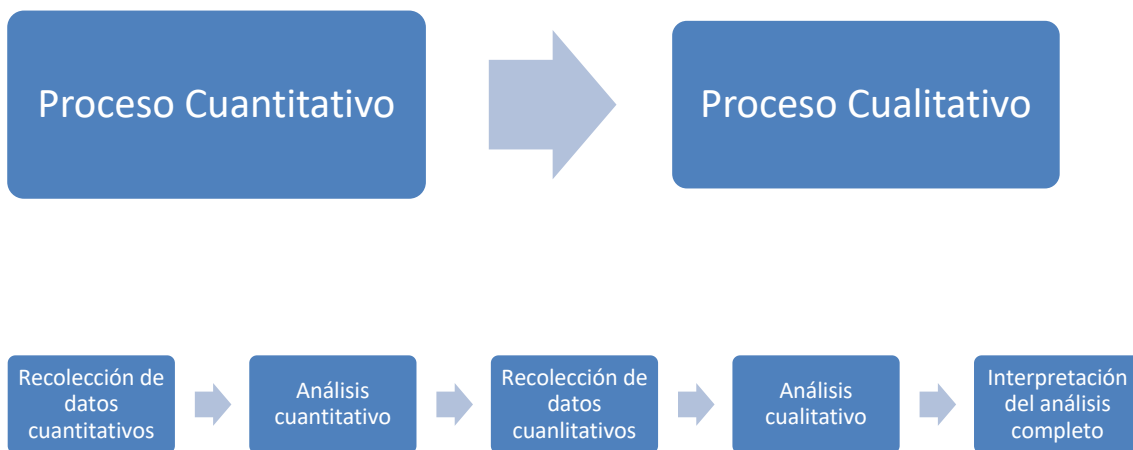 Proceso Cuantitativo
Proceso Cualitativo
Recolección de
datos
cuantitativos
Análisis
cuantitativo
Recolección de
datos
cuanlitativos
Análisis
cualitativo
Interpretación
del análisis
completo